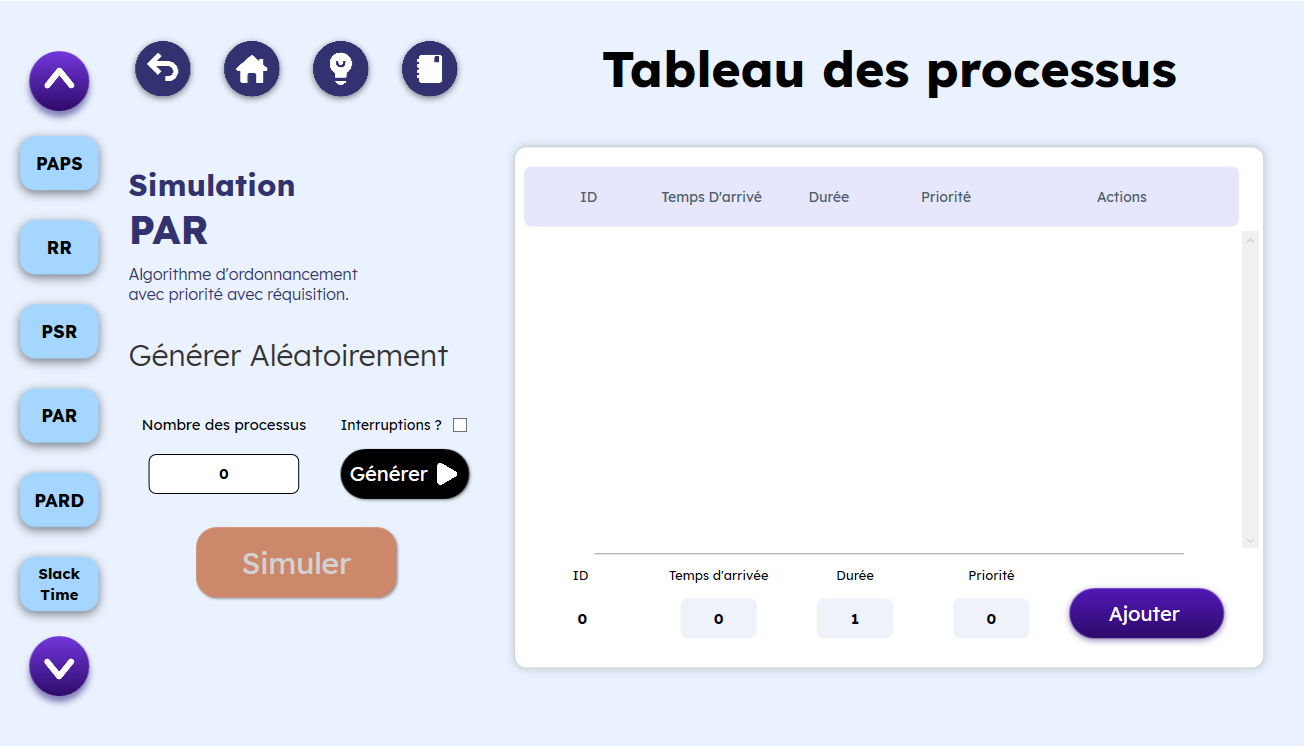 Tableau des processus
PAPS
RR
PSR
PAR
PARD
Slack
Time
Simulation
PAR
Algorithme d'ordonnancement
avec priorité avec réquisition.
Générer Aléatoirement
Nombre des processus
Interruptions ?
0
Générer
Simuler
ID Temps D'arrivé Durée Priorité Actions
ID Temps d'arrivée Durée Priorité
0 0 1 0
Ajouter